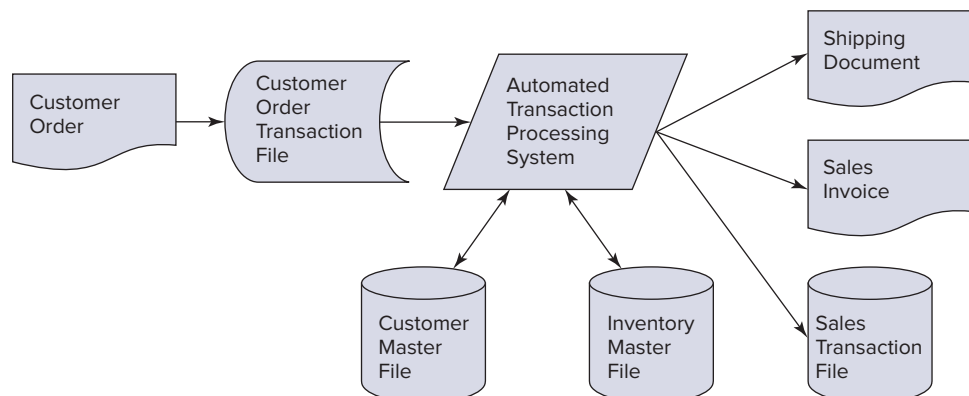 Customer
Order
Customer
Order
Transaction
File
Automated
Transaction
Processing
System
Shipping
Document
Sales
Invoice
Customer
Master
File
Inventory
Master
File
Sales
Transaction
File